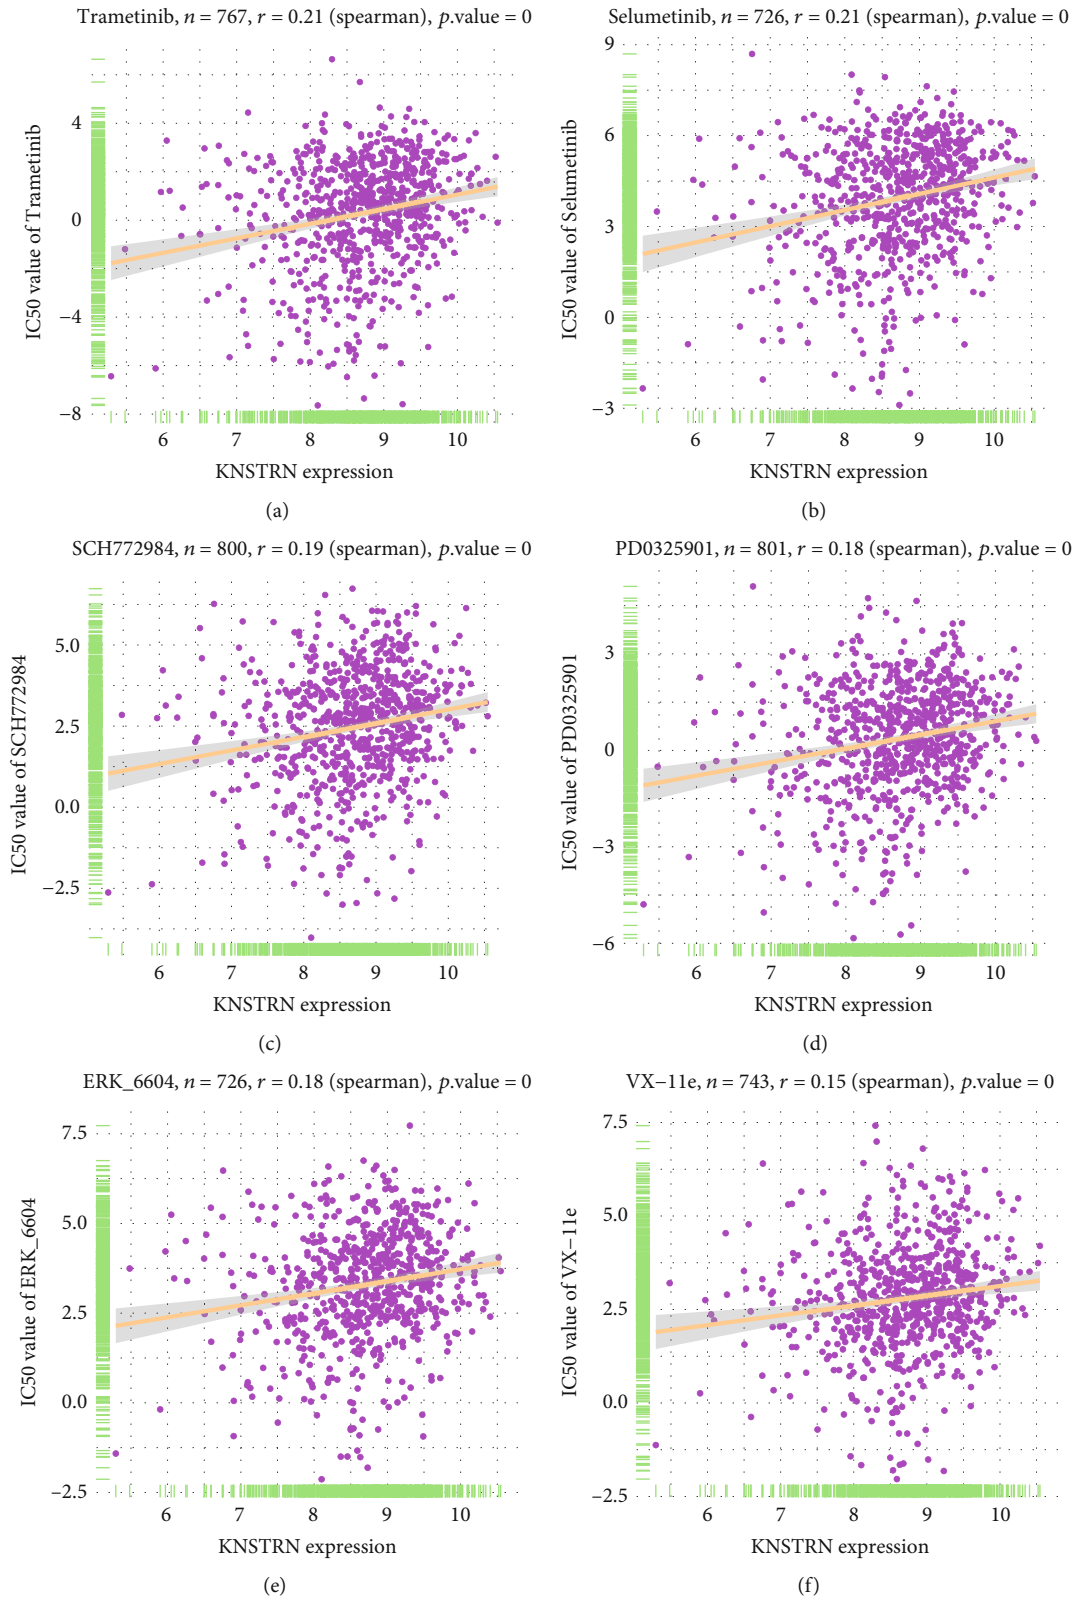 Trametinib, n = 767, r = 0.21 (spearman), p.value = 0
IC50 value of Trametinib
4
0
−4
−8
6 7 8 9 10
KNSTRN expression
(a)
Selumetinib, n = 726, r = 0.21 (spearman), p.value = 0
IC50 value of Selumetinib
9
6
3
0
−3
6 7 8 9 10
KNSTRN expression
(b)
SCH772984, n = 800, r = 0.19 (spearman), p.value = 0
IC50 value of SCH772984
5.0
2.5
0.0
−2.5
6 7 8 9 10
KNSTRN expression
(c)
PD0325901, n = 801, r = 0.18 (spearman), p.value = 0
IC50 value of PD0325901
3
0
−3
−6
6 7 8 9 10
KNSTRN expression
(d)
ERK_6604, n = 726, r = 0.18 (spearman), p.value = 0
IC50 value of ERK_6604
7.5
5.0
2.5
0.0
−2.5
6 7 8 9 10
KNSTRN expression
(e)
VX−11e, n = 743, r = 0.15 (spearman), p.value = 0
IC50 value of VX−11e
7.5
5.0
2.5
0.0
−2.5
6 7 8 9 10
KNSTRN expression
(f)